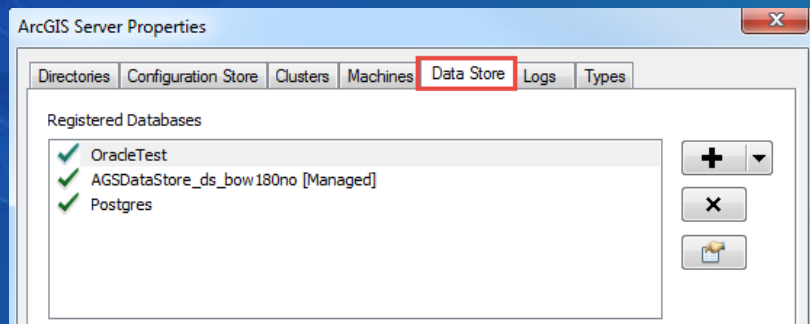 ArcGIS Server Properties
Directories Configuration Store Clusters Machines Data Store Logs Types
Registered Databases
OracleTest
AGSDataStore_ds_bow180no [Managed]
Postgres